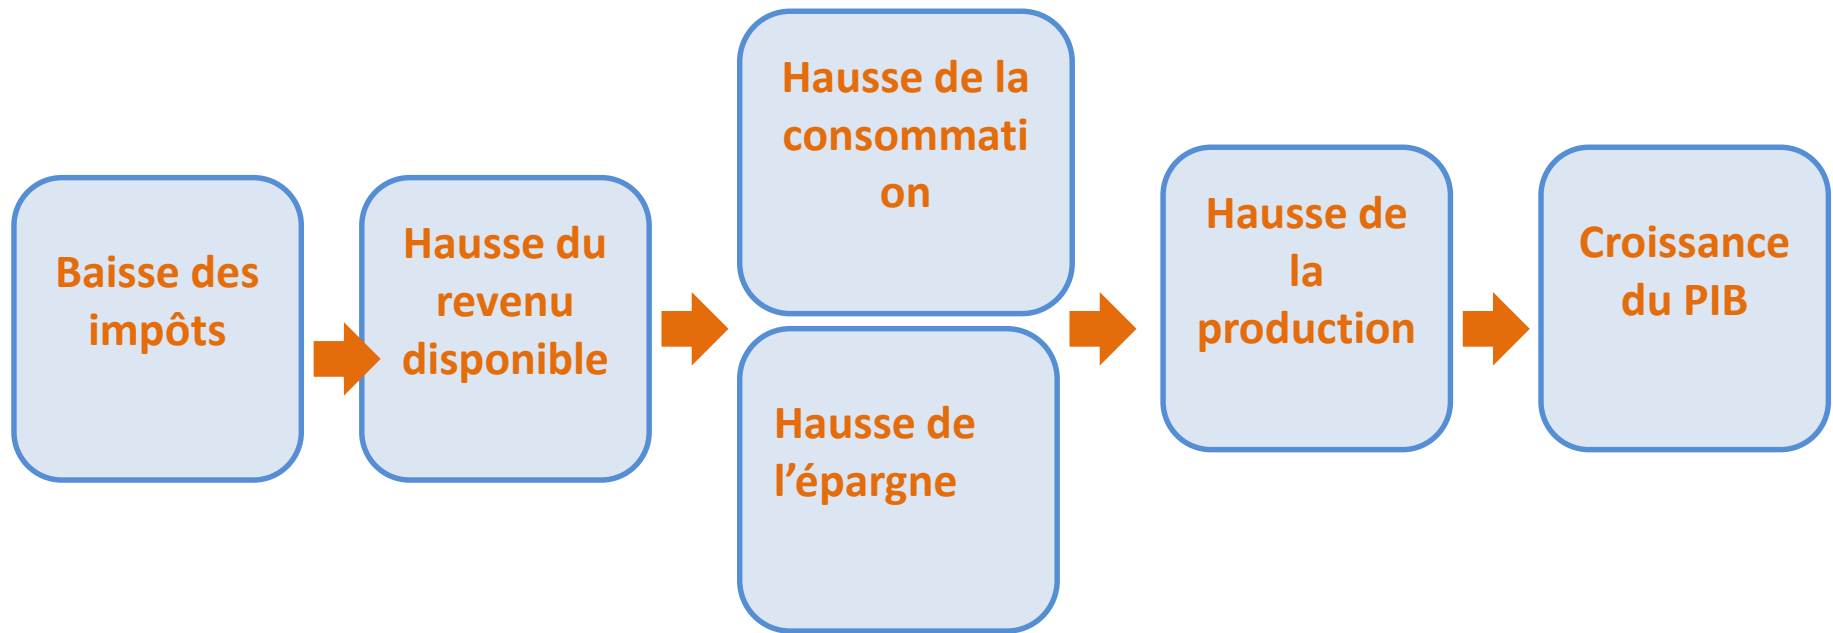 Baisse des
impôts
Hausse du
revenu
disponible
Hausse de la
consommati
on
Hausse de
l’épargne
Hausse de
la
production
Croissance
du PIB